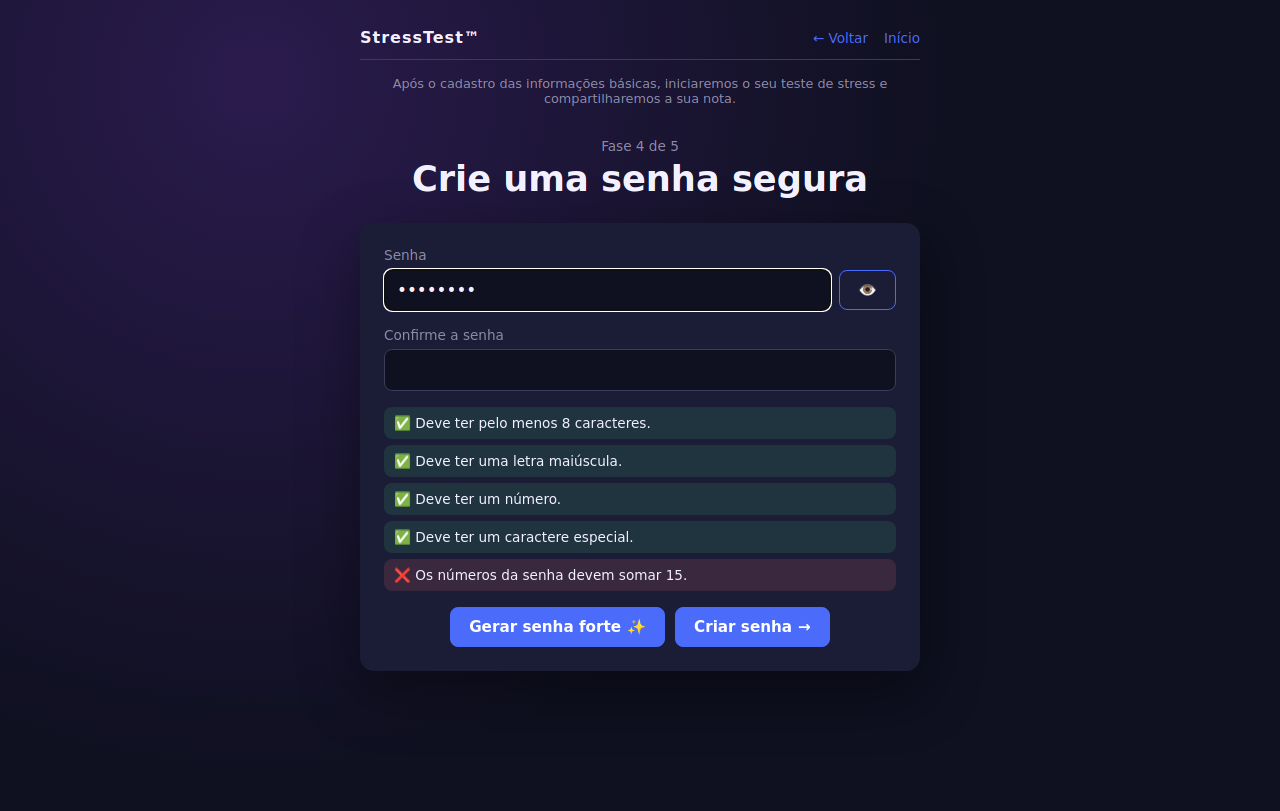 StressTest™
← Voltar Início
Após o cadastro das informações básicas, iniciaremos o seu teste de stress e
compartilharemos a sua nota.
Fase 4 de 5
Crie uma senha segura
Senha
••••••••
Confirme a senha
✅ Deve ter pelo menos 8 caracteres.
✅ Deve ter uma letra maiúscula.
✅ Deve ter um número.
✅ Deve ter um caractere especial.
❌ Os números da senha devem somar 15.
Gerar senha forte ✨
Criar senha →